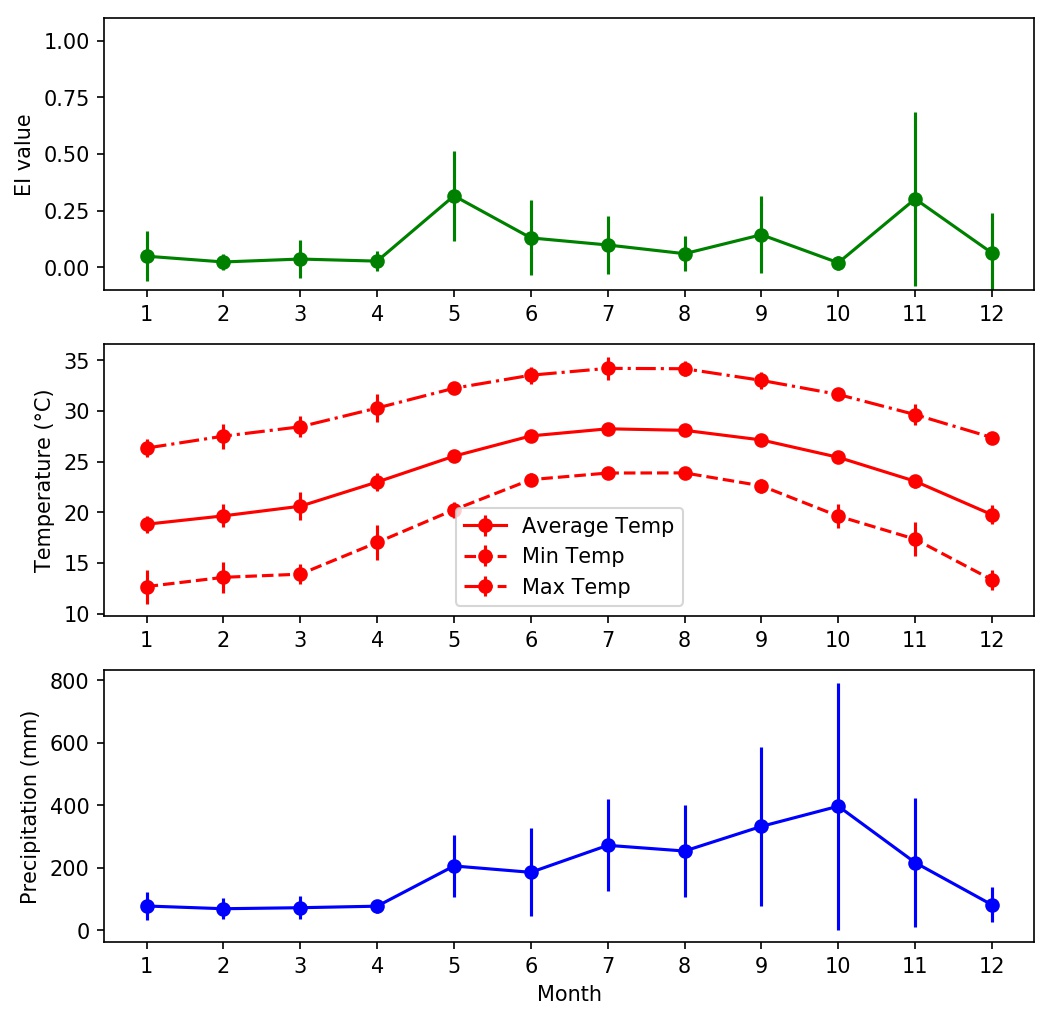 EI value
1.00
0.75
0.50
0.25
0.00
1 2 3 4 5 6 7 8 9 10 11 12
Temperature (°C)
35
30
25
20
15
10
Average Temp
Min Temp
Max Temp
1 2 3 4 5 6 7 8 9 10 11 12
Precipitation (mm)
800
600
400
200
0
1 2 3 4 5 6 7 8 9 10 11 12
Month